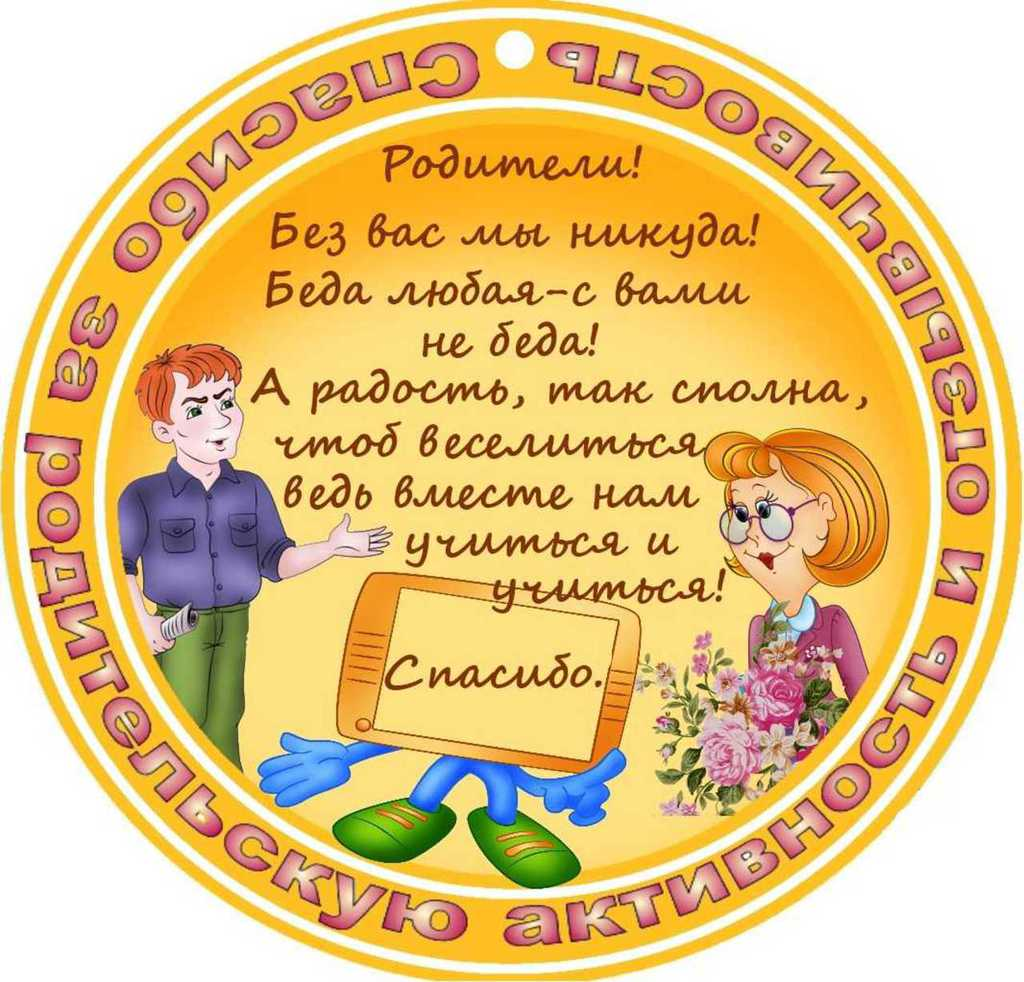 Спасибо за родительскую активность и отзывчивость
Родители!
Без вас мы никуда!
Беда любая-с вами
не беда!
А радость, так сполна,
чтоб веселиться
ведь вместе нам
учиться и
учиться!
Спасибо.